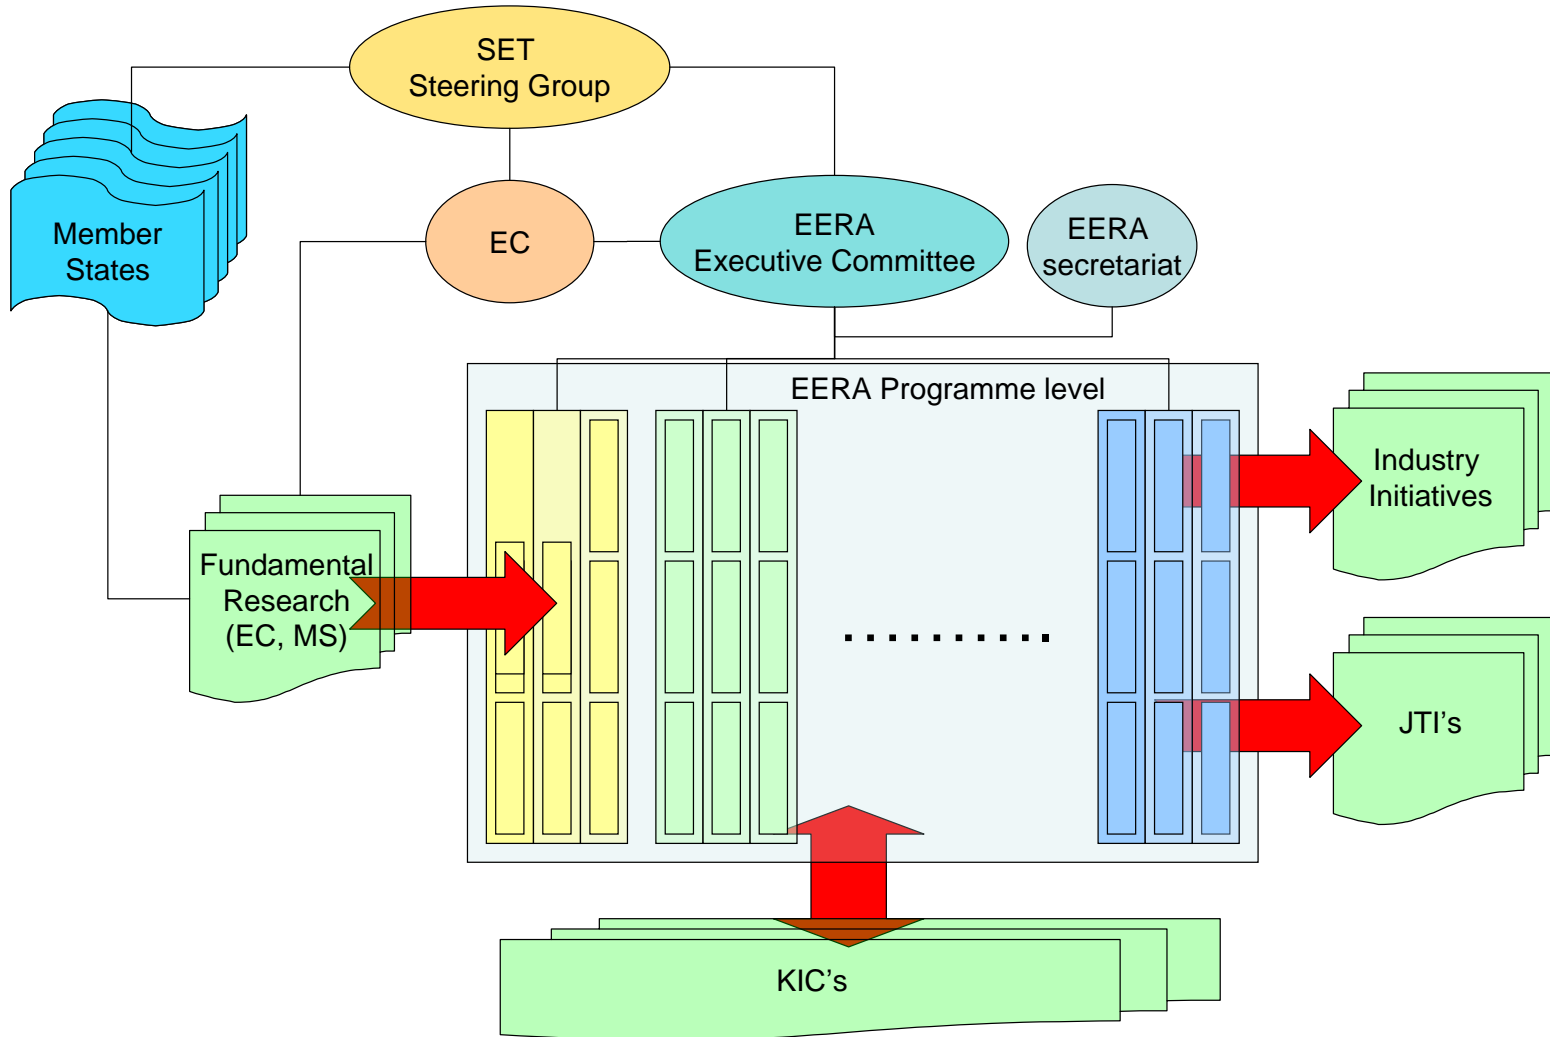 SET
Steering Group
Member
States
EC
EERA
Executive Committee
EERA
secretariat
EERA Programme level
Industry
Initiatives
Fundamental
Research
(EC, MS)
JTI's
KIC's